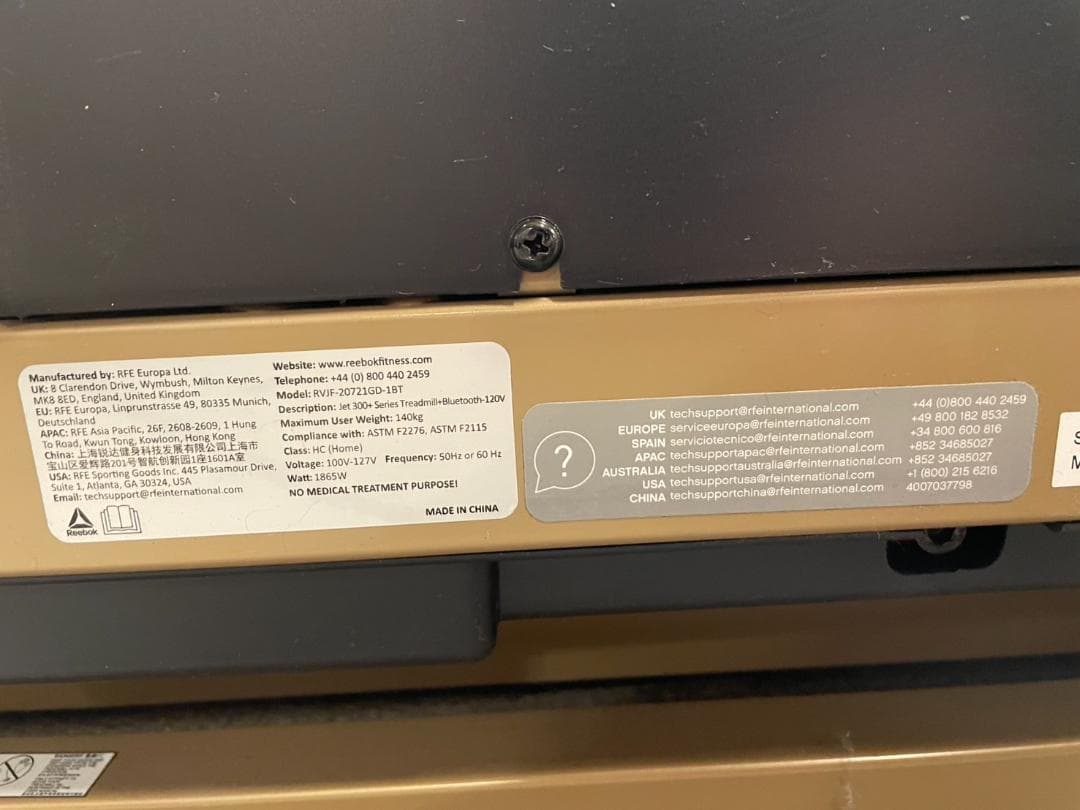 Manufactured by: RFE Europa Ltd.
UK: 8 Clarendon Drive, Wymbush, Milton Keynes,
MK8 8ED, England, United Kingdom
EU: RFE Europa, Linprunstrasse 49, 80335 Munich,
Deutschland
APAC: RFE Asia Pacific, 26F, 2608-2609, 1 Hung
To Road, Kwun Tong, Kowloon, Hong Kong
China: 上海锐达健身科技发展有限公司上海市
宝山区爱辉路201号智航创新园1座1601A室
USA: RFE Sporting Goods Inc. 445 Plasamour Drive,
Suite 1, Atlanta, GA 30324, USA
Email: techsupport@rfeinternational.com
Reebok
Website: www.reebokfitness.com
Telephone: +44 (0) 800 440 2459
Model: RVJF-20721GD-1BT
Description: Jet 300+ Series Treadmill+Bluetooth-120V
Maximum User Weight: 140kg
Compliance with: ASTM F2276, ASTM F2115
Class: HC (Home)
Voltage: 100V-127V Frequency: 50Hz or 60 Hz
Watt: 1865W
NO MEDICAL TREATMENT PURPOSE!
MADE IN CHINA
?
UK techsupport@rfeinternational.com +44 (0)800 440 2459
EUROPE serviceeuropa@rfeinternational.com +49 800 182 8532
SPAIN serviciotecnico@rfeinternational.com +34 800 600 816
APAC techsupportapac@rfeinternational.com +852 34685027
AUSTRALIA techsupportaustralia@rfeinternational.com +852 34685027
USA techsupportusa@rfeinternational.com +1 (800) 215 6216
CHINA techsupportchina@rfeinternational.com 4007037798
S
M